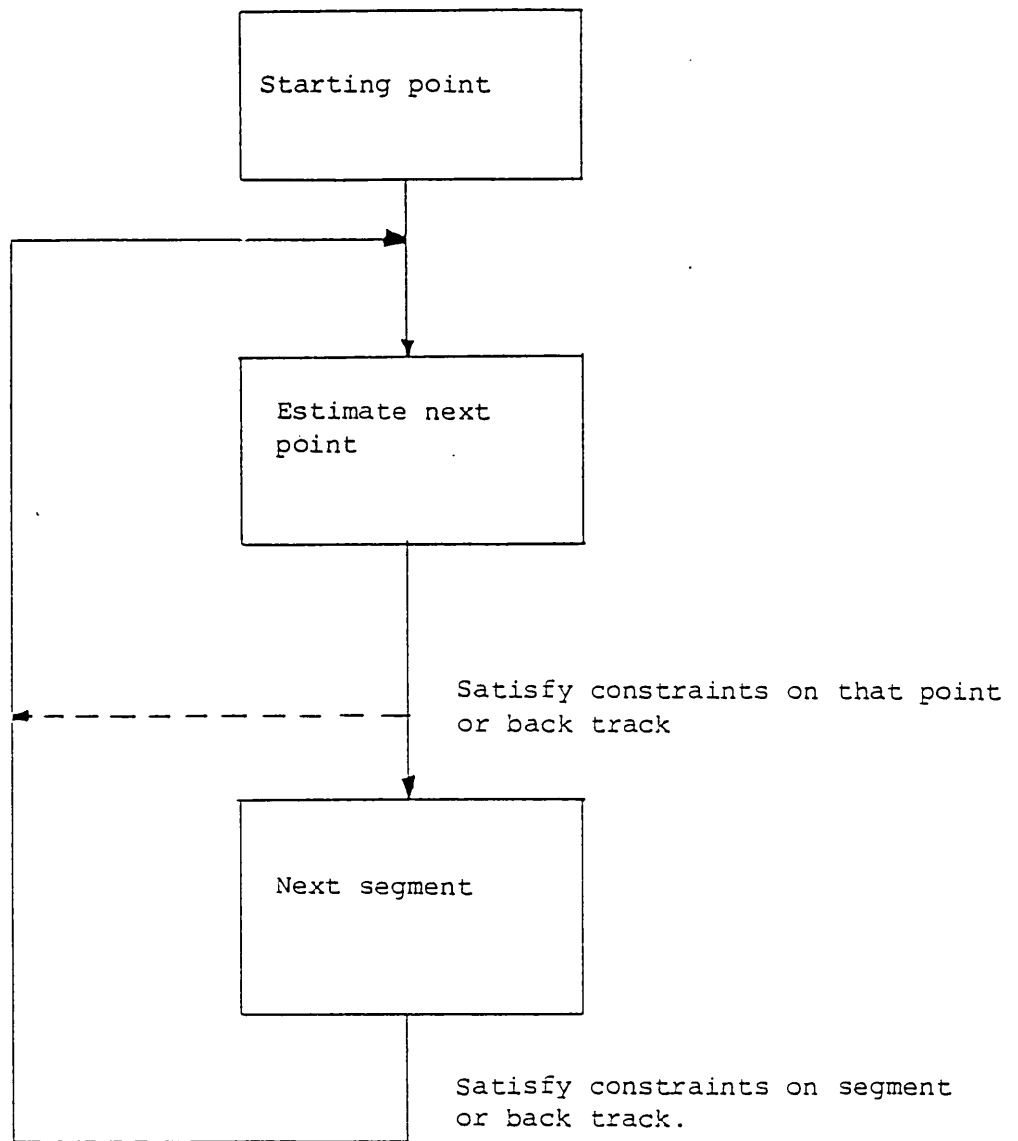 Starting point
Estimate next
point
Satisfy constraints on that point
or back track
Next segment
Satisfy constraints on segment
or back track.